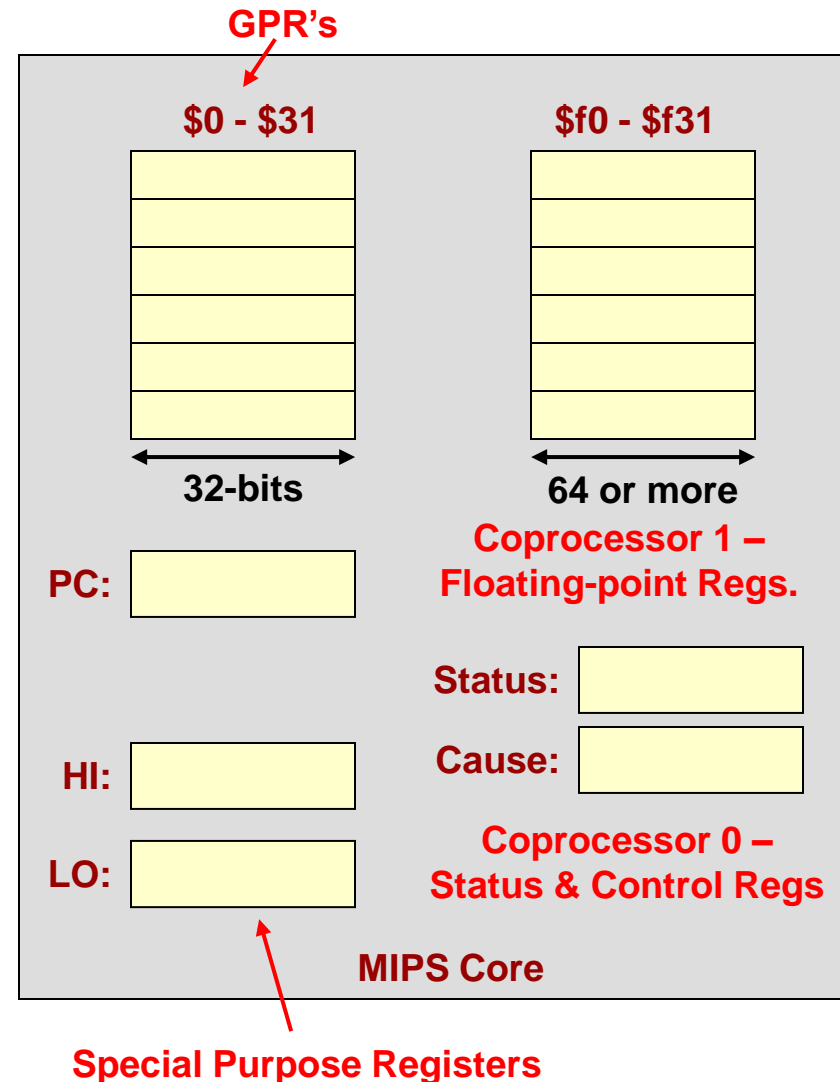 GPR's
$0 - $31
$f0 - $f31
32-bits
64 or more
Coprocessor 1 –
Floating-point Regs.
PC:
Status:
Cause:
HI:
LO:
Coprocessor 0 –
Status & Control Regs
MIPS Core
Special Purpose Registers